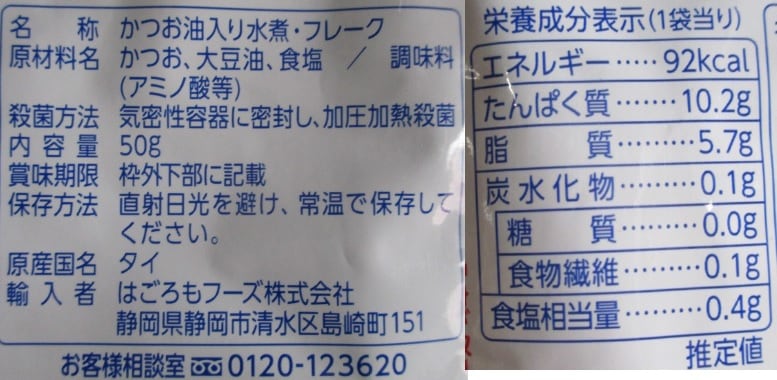 名称 かつお油入り水煮・フレーク
原材料名 かつお、大豆油、食塩 ／ 調味料
(アミノ酸等)
殺菌方法 気密性容器に密封し、加圧加熱殺菌
内容量 50g
賞味期限 枠外下部に記載
保存方法 直射日光を避け、常温で保存して
ください。
原産国名 タイ
輸入者 はごろもフーズ株式会社
静岡県静岡市清水区島崎町151
お客様相談室 0120-123620
栄養成分表示(1袋当り)
エネルギー……92kcal
たんぱく質……10.2g
脂質………5.7g
炭水化物………0.1g
糖質………0.0g
食物繊維………0.1g
食塩相当量………0.4g
推定値